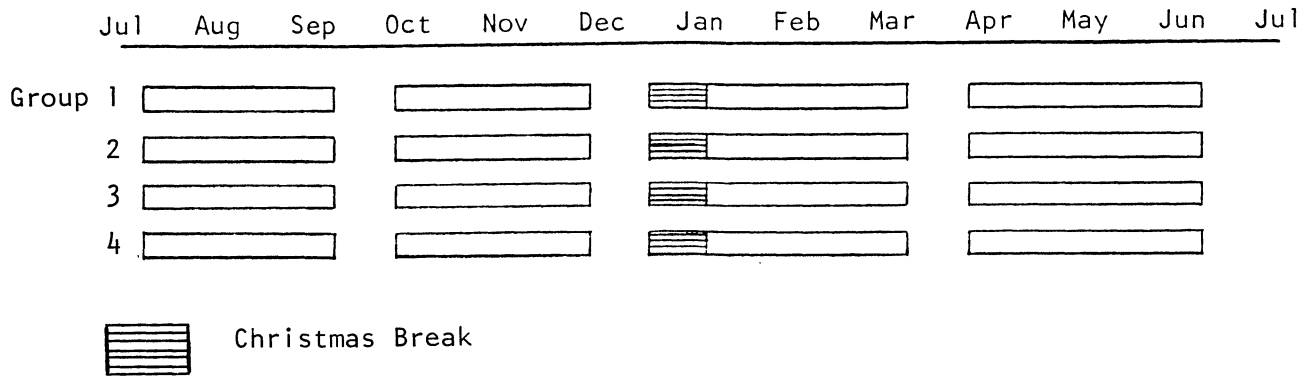 Jul Aug Sep Oct Nov Dec Jan Feb Mar Apr May Jun Jul
Group 1
2
3
4
Christmas Break